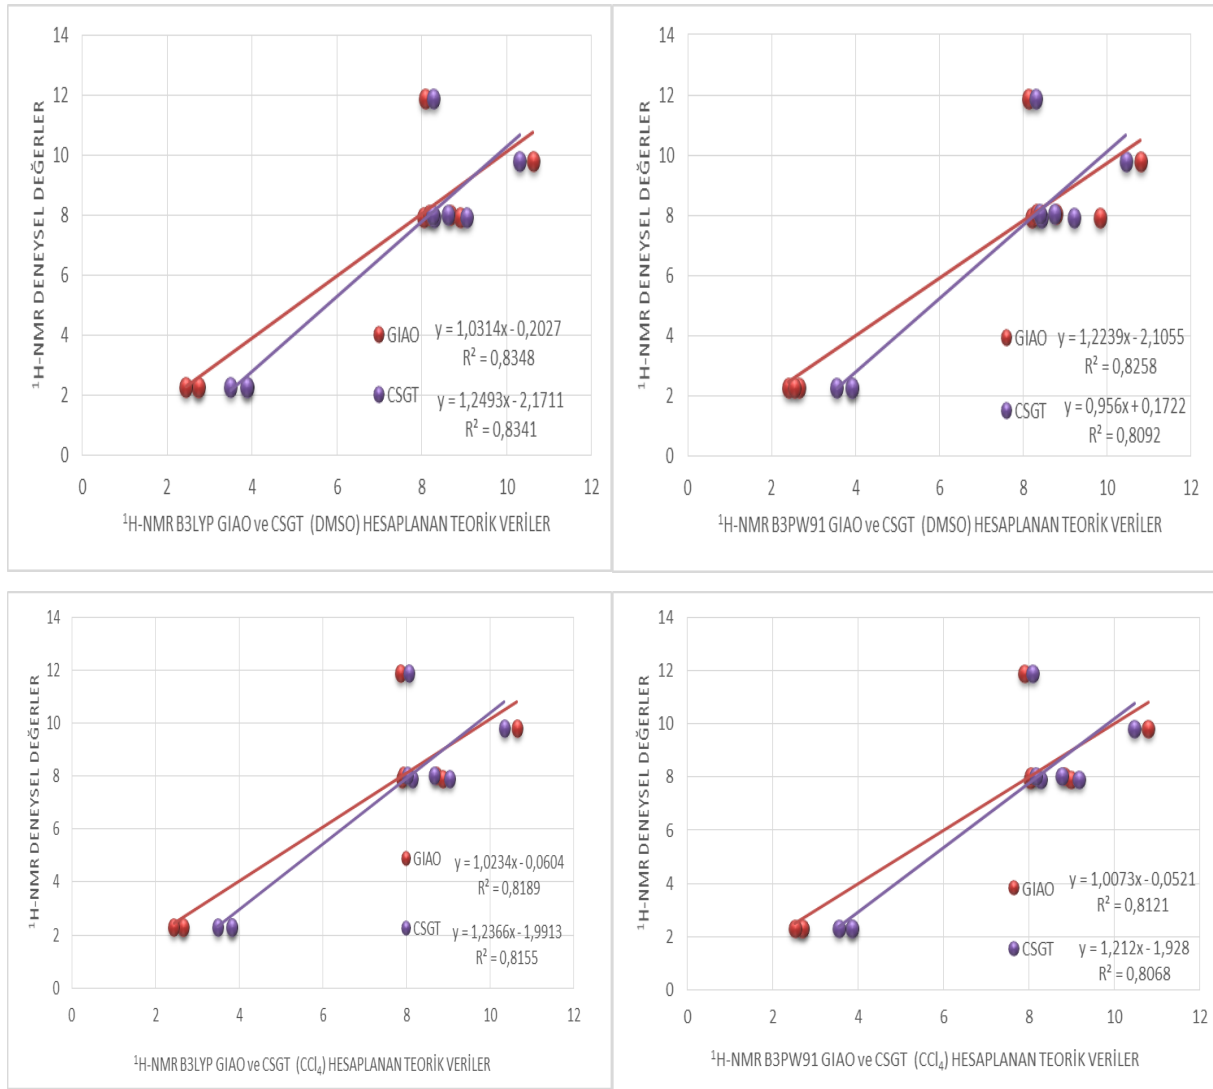 14
12
10
8
6
4
2
0
¹H-NMR DENEYSEL DEĞERLER
GIAO y = 1,0314x - 0,2027
R² = 0,8348
CSGT y = 1,2493x - 2,1711
R² = 0,8341
0 2 4 6 8 10 12
¹H-NMR B3LYP GIAO ve CSGT (DMSO) HESAPLANAN TEORİK VERİLER
14
12
10
8
6
4
2
0
¹H-NMR DENEYSEL DEĞERLER
GIAO y = 1,2239x - 2,1055
R² = 0,8258
CSGT y = 0,956x + 0,1722
R² = 0,8092
0 2 4 6 8 10 12
¹H-NMR B3PW91 GIAO ve CSGT (DMSO) HESAPLANAN TEORİK VERİLER
14
12
10
8
6
4
2
0
¹H-NMR DENEYSEL DEĞERLER
GIAO y = 1,0234x - 0,0604
R² = 0,8189
CSGT y = 1,2366x - 1,9913
R² = 0,8155
0 2 4 6 8 10 12
¹H-NMR B3LYP GIAO ve CSGT (CCl₄) HESAPLANAN TEORİK VERİLER
14
12
10
8
6
4
2
0
¹H-NMR DENEYSEL DEĞERLER
GIAO y = 1,0073x - 0,0521
R² = 0,8121
CSGT y = 1,212x - 1,928
R² = 0,8068
0 2 4 6 8 10 12
¹H-NMR B3PW91 GIAO ve CSGT (CCl₄) HESAPLANAN TEORİK VERİLER